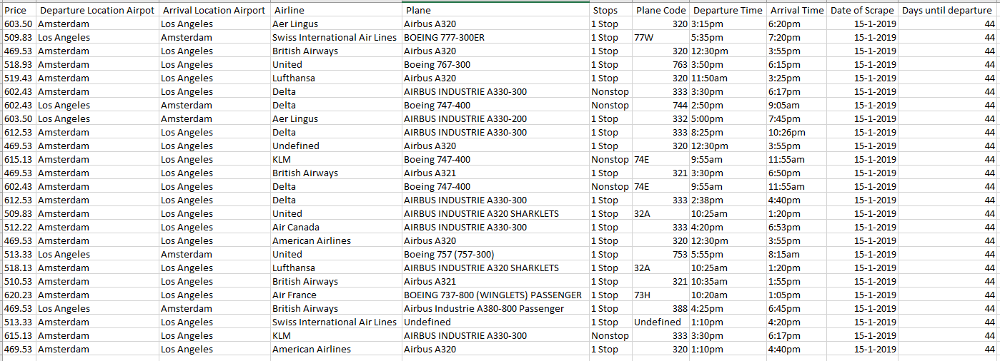 Price Departure Location Airpot Arrival Location Airport Airline Plane Stops Plane Code Departure Time Arrival Time Date of Scrape Days until departure
603.50 Amsterdam Los Angeles Aer Lingus Airbus A320 1 Stop 320 3:15pm 6:20pm 15-1-2019 44
509.83 Los Angeles Amsterdam Swiss International Air Lines BOEING 777-300ER 1 Stop 77W 5:35pm 7:20pm 15-1-2019 44
469.53 Amsterdam Los Angeles British Airways Airbus A320 1 Stop 320 12:30pm 3:55pm 15-1-2019 44
518.93 Amsterdam Los Angeles United Boeing 767-300 1 Stop 763 3:50pm 6:15pm 15-1-2019 44
519.43 Amsterdam Los Angeles Lufthansa Airbus A320 1 Stop 320 11:50am 3:25pm 15-1-2019 44
602.43 Amsterdam Los Angeles Delta AIRBUS INDUSTRIE A330-300 Nonstop 333 3:30pm 6:17pm 15-1-2019 44
602.43 Los Angeles Amsterdam Delta Boeing 747-400 Nonstop 744 2:50pm 9:05am 15-1-2019 44
603.50 Los Angeles Amsterdam Aer Lingus AIRBUS INDUSTRIE A330-200 1 Stop 332 5:00pm 7:45pm 15-1-2019 44
612.53 Amsterdam Los Angeles Delta AIRBUS INDUSTRIE A330-300 1 Stop 333 8:25pm 10:26pm 15-1-2019 44
469.53 Amsterdam Los Angeles Undefined Airbus A320 1 Stop 320 12:30pm 3:55pm 15-1-2019 44
615.13 Amsterdam Los Angeles KLM Boeing 747-400 Nonstop 74E 9:55am 11:55am 15-1-2019 44
469.53 Amsterdam Los Angeles British Airways Airbus A321 1 Stop 321 3:30pm 6:50pm 15-1-2019 44
602.43 Amsterdam Los Angeles Delta Boeing 747-400 Nonstop 74E 9:55am 11:55am 15-1-2019 44
612.53 Amsterdam Los Angeles Delta AIRBUS INDUSTRIE A330-300 1 Stop 333 2:38pm 4:40pm 15-1-2019 44
509.83 Amsterdam Los Angeles United AIRBUS INDUSTRIE A320 SHARKLETS 1 Stop 32A 10:25am 1:20pm 15-1-2019 44
512.22 Amsterdam Los Angeles Air Canada AIRBUS INDUSTRIE A330-300 1 Stop 333 4:20pm 6:53pm 15-1-2019 44
469.53 Amsterdam Los Angeles American Airlines Airbus A320 1 Stop 320 12:30pm 3:55pm 15-1-2019 44
513.33 Los Angeles Amsterdam United Boeing 757 (757-300) 1 Stop 753 5:55pm 8:15am 15-1-2019 44
518.13 Amsterdam Los Angeles Lufthansa AIRBUS INDUSTRIE A320 SHARKLETS 1 Stop 32A 10:25am 1:20pm 15-1-2019 44
510.53 Amsterdam Los Angeles British Airways Airbus A321 1 Stop 321 10:35am 1:55pm 15-1-2019 44
620.23 Amsterdam Los Angeles Air France BOEING 737-800 (WINGLETS) PASSENGER 1 Stop 73H 10:20am 1:05pm 15-1-2019 44
469.53 Los Angeles Amsterdam British Airways Airbus Industrie A380-800 Passenger 1 Stop 388 4:25pm 6:45pm 15-1-2019 44
513.33 Amsterdam Los Angeles Swiss International Air Lines Undefined 1 Stop Undefined 1:10pm 4:20pm 15-1-2019 44
615.13 Amsterdam Los Angeles KLM AIRBUS INDUSTRIE A330-300 Nonstop 333 3:30pm 6:17pm 15-1-2019 44
469.53 Amsterdam Los Angeles American Airlines Airbus A320 1 Stop 320 1:10pm 4:40pm 15-1-2019 44